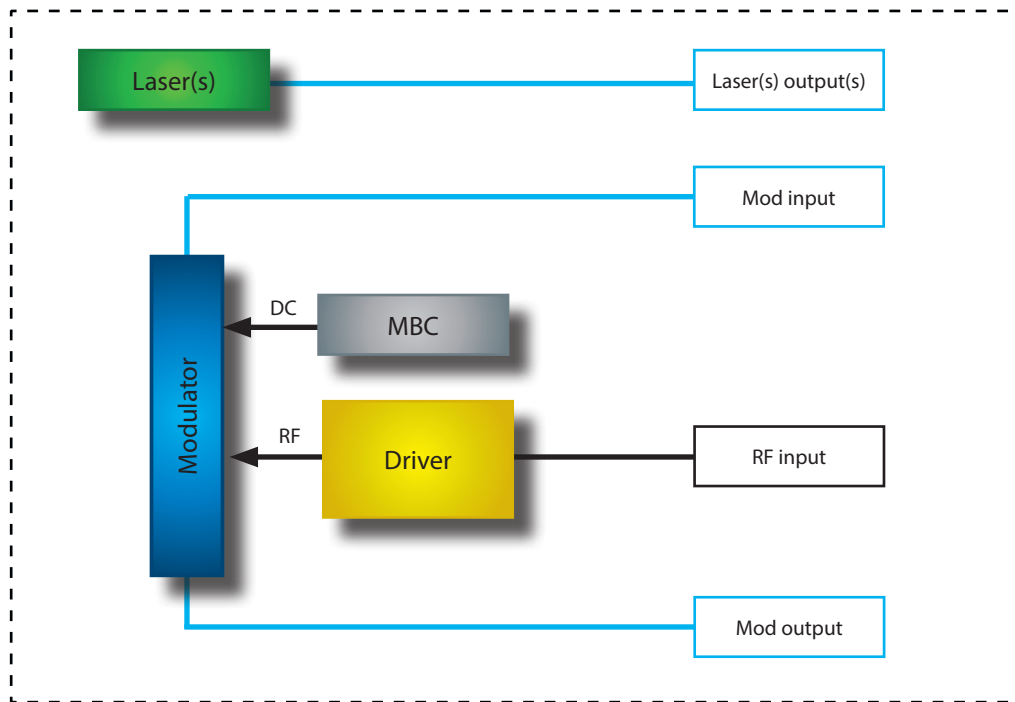 Laser(s)
Laser(s) output(s)
Mod input
DC
MBC
Modulator
RF
Driver
RF input
Mod output